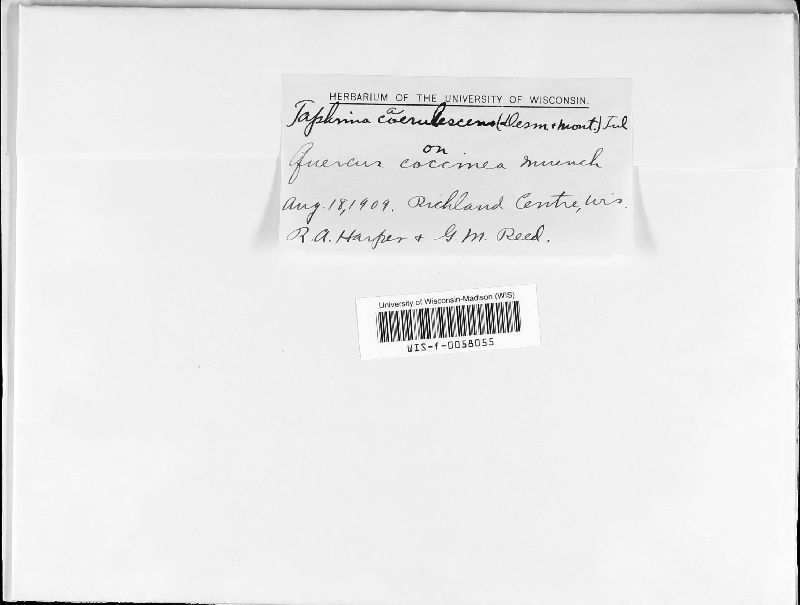 HERBARIUM OF THE UNIVERSITY OF WISCONSIN.
Taphrina caerulescens (Desm. + Mont.) Tul
on
Quercus coccinea Muench
Aug. 18, 1909. Richland Centre, Wis.
R. A. Harper + G. M. Reed.
University of Wisconsin-Madison (WIS)
WIS-f-0058055